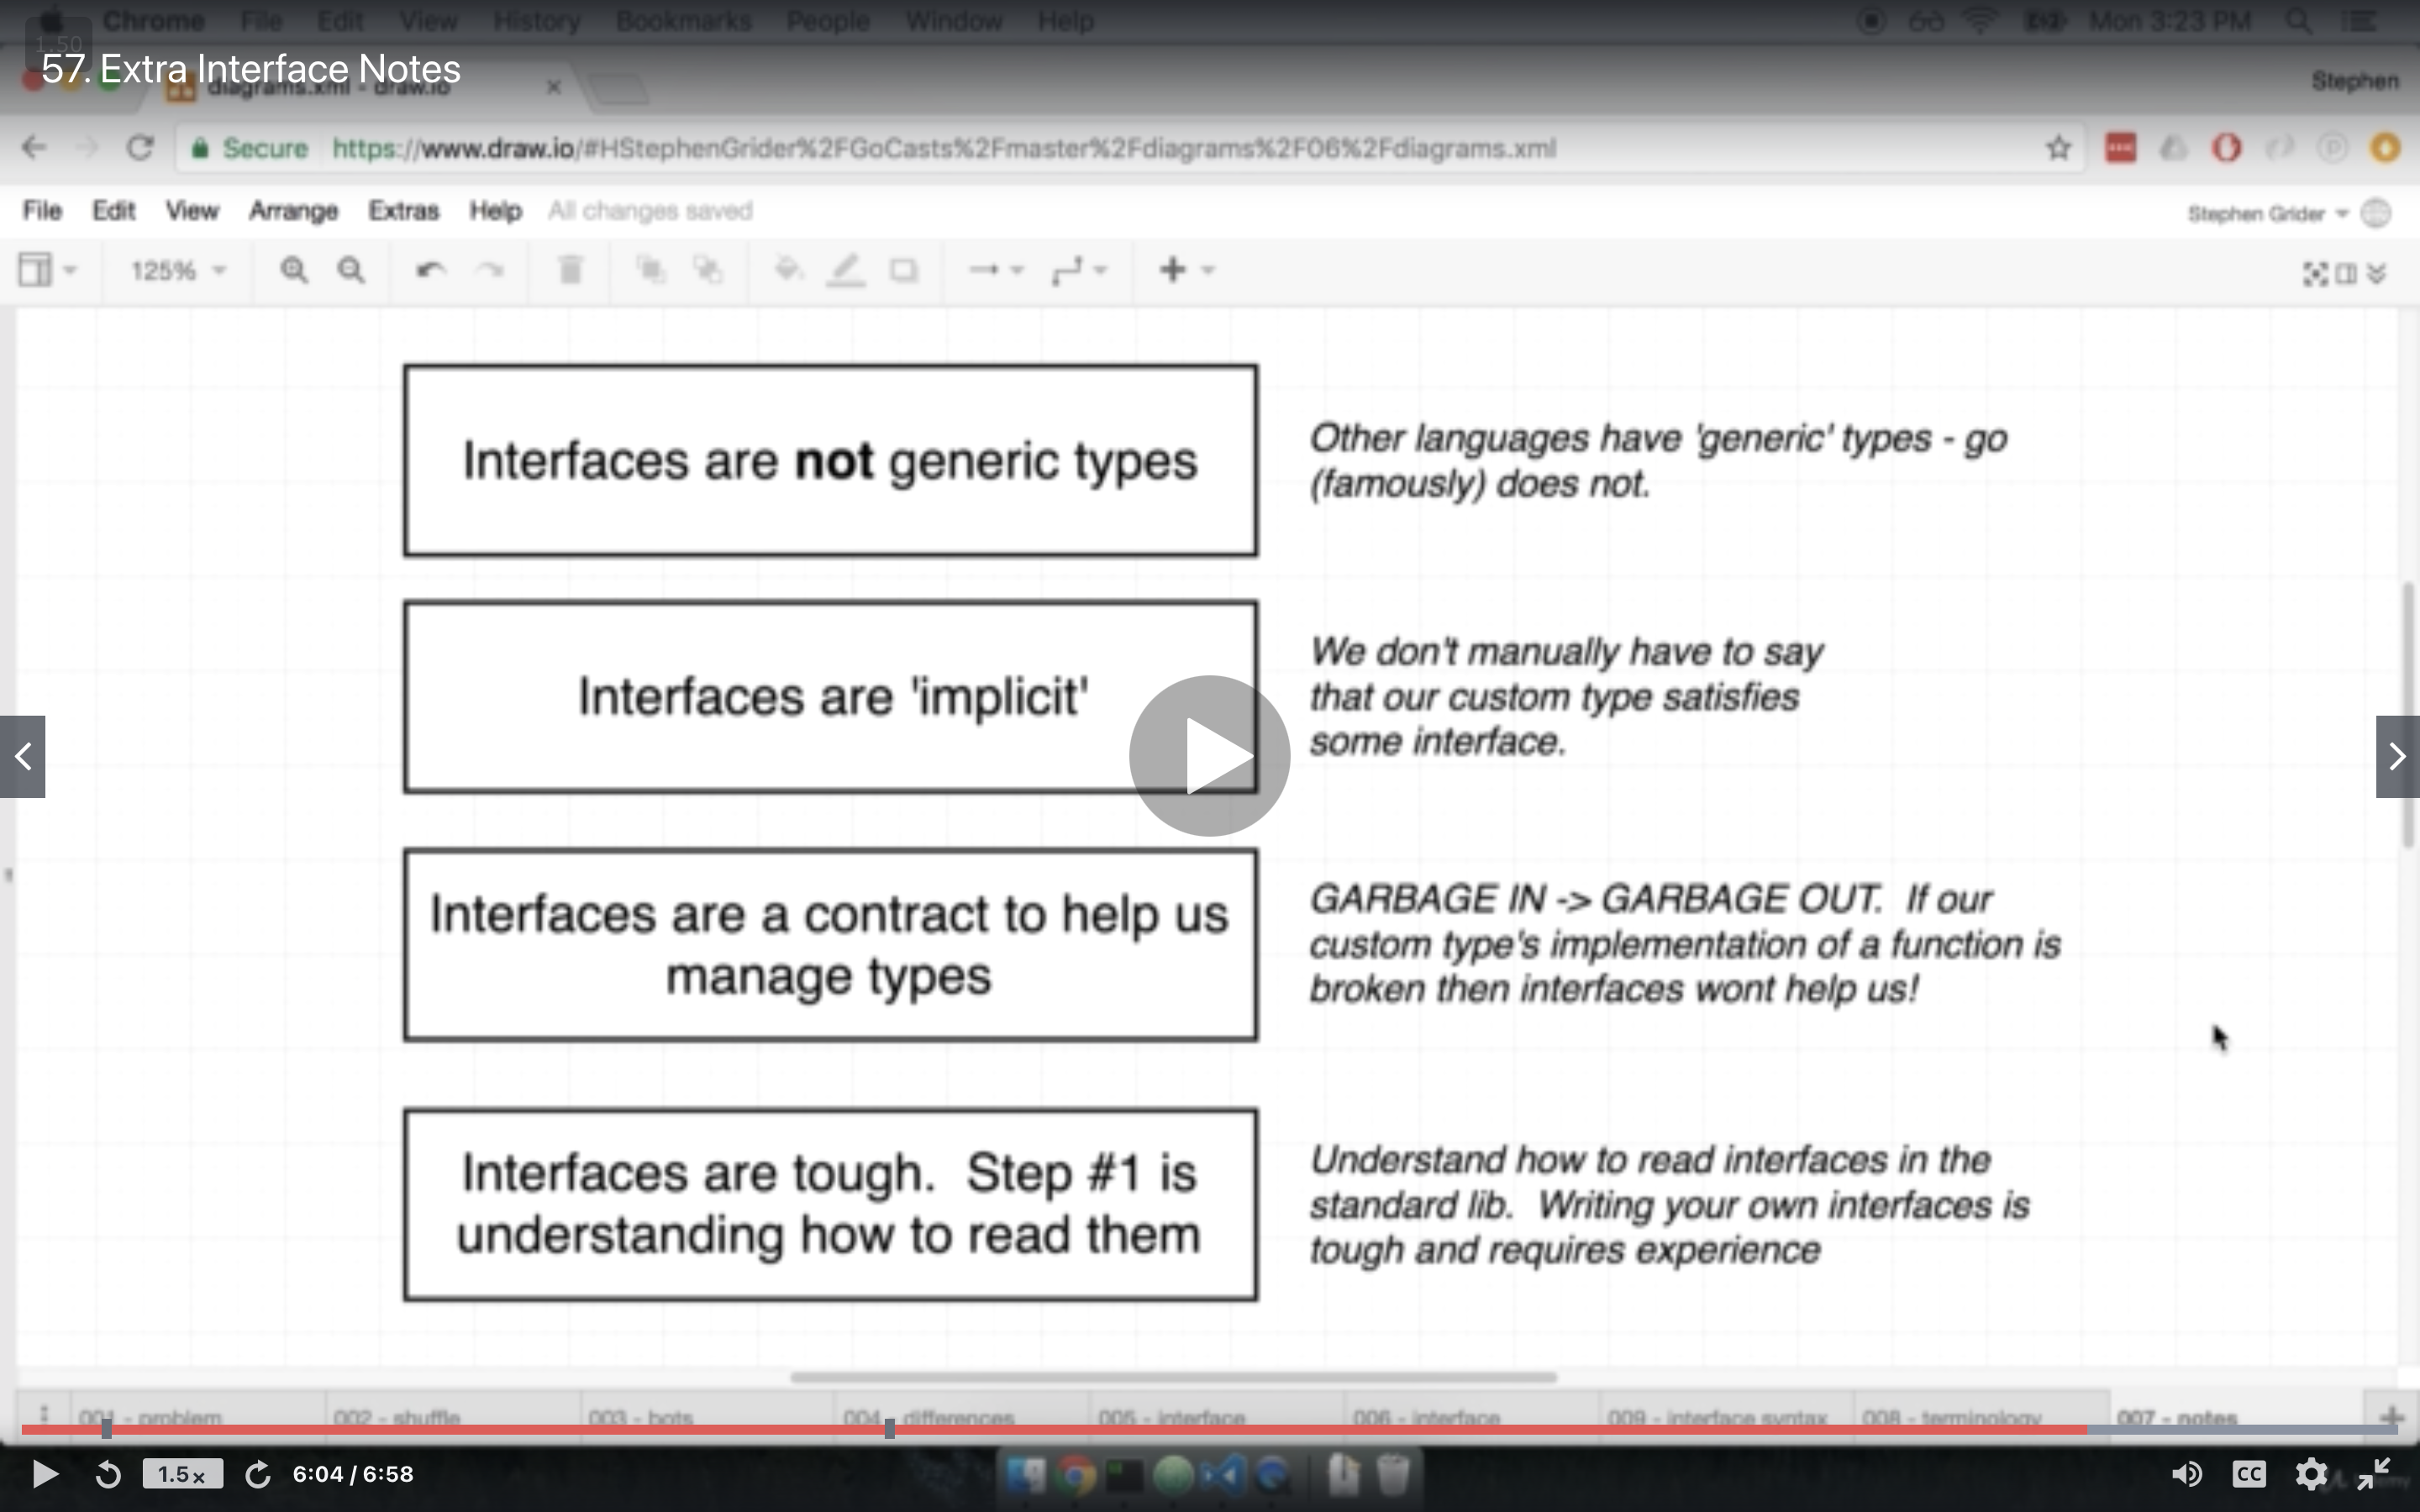 Chrome File Edit View History Bookmarks People Window Help Mon 3:23 PM
1.50
57. Extra Interface Notes
diagrams.xml - draw.io
Stephen
Secure https://www.draw.io/#HStephenGrider%2FGoCasts%2Fmaster%2Fdiagrams%2F06%2Fdiagrams.xml
File Edit View Arrange Extras Help All changes saved
Stephen Grider
125%
Interfaces are not generic types
Other languages have 'generic' types - go
(famously) does not.
Interfaces are 'implicit'
We don't manually have to say
that our custom type satisfies
some interface.
Interfaces are a contract to help us
manage types
GARBAGE IN -> GARBAGE OUT. If our
custom type's implementation of a function is
broken then interfaces wont help us!
Interfaces are tough. Step #1 is
understanding how to read them
Understand how to read interfaces in the
standard lib. Writing your own interfaces is
tough and requires experience
001 - problem 002 - shuffle 003 - bots 004 - differences 005 - interface 006 - interface 009 - interface syntax 008 - terminology 007 - notes
1.5x 6:04 / 6:58 CC